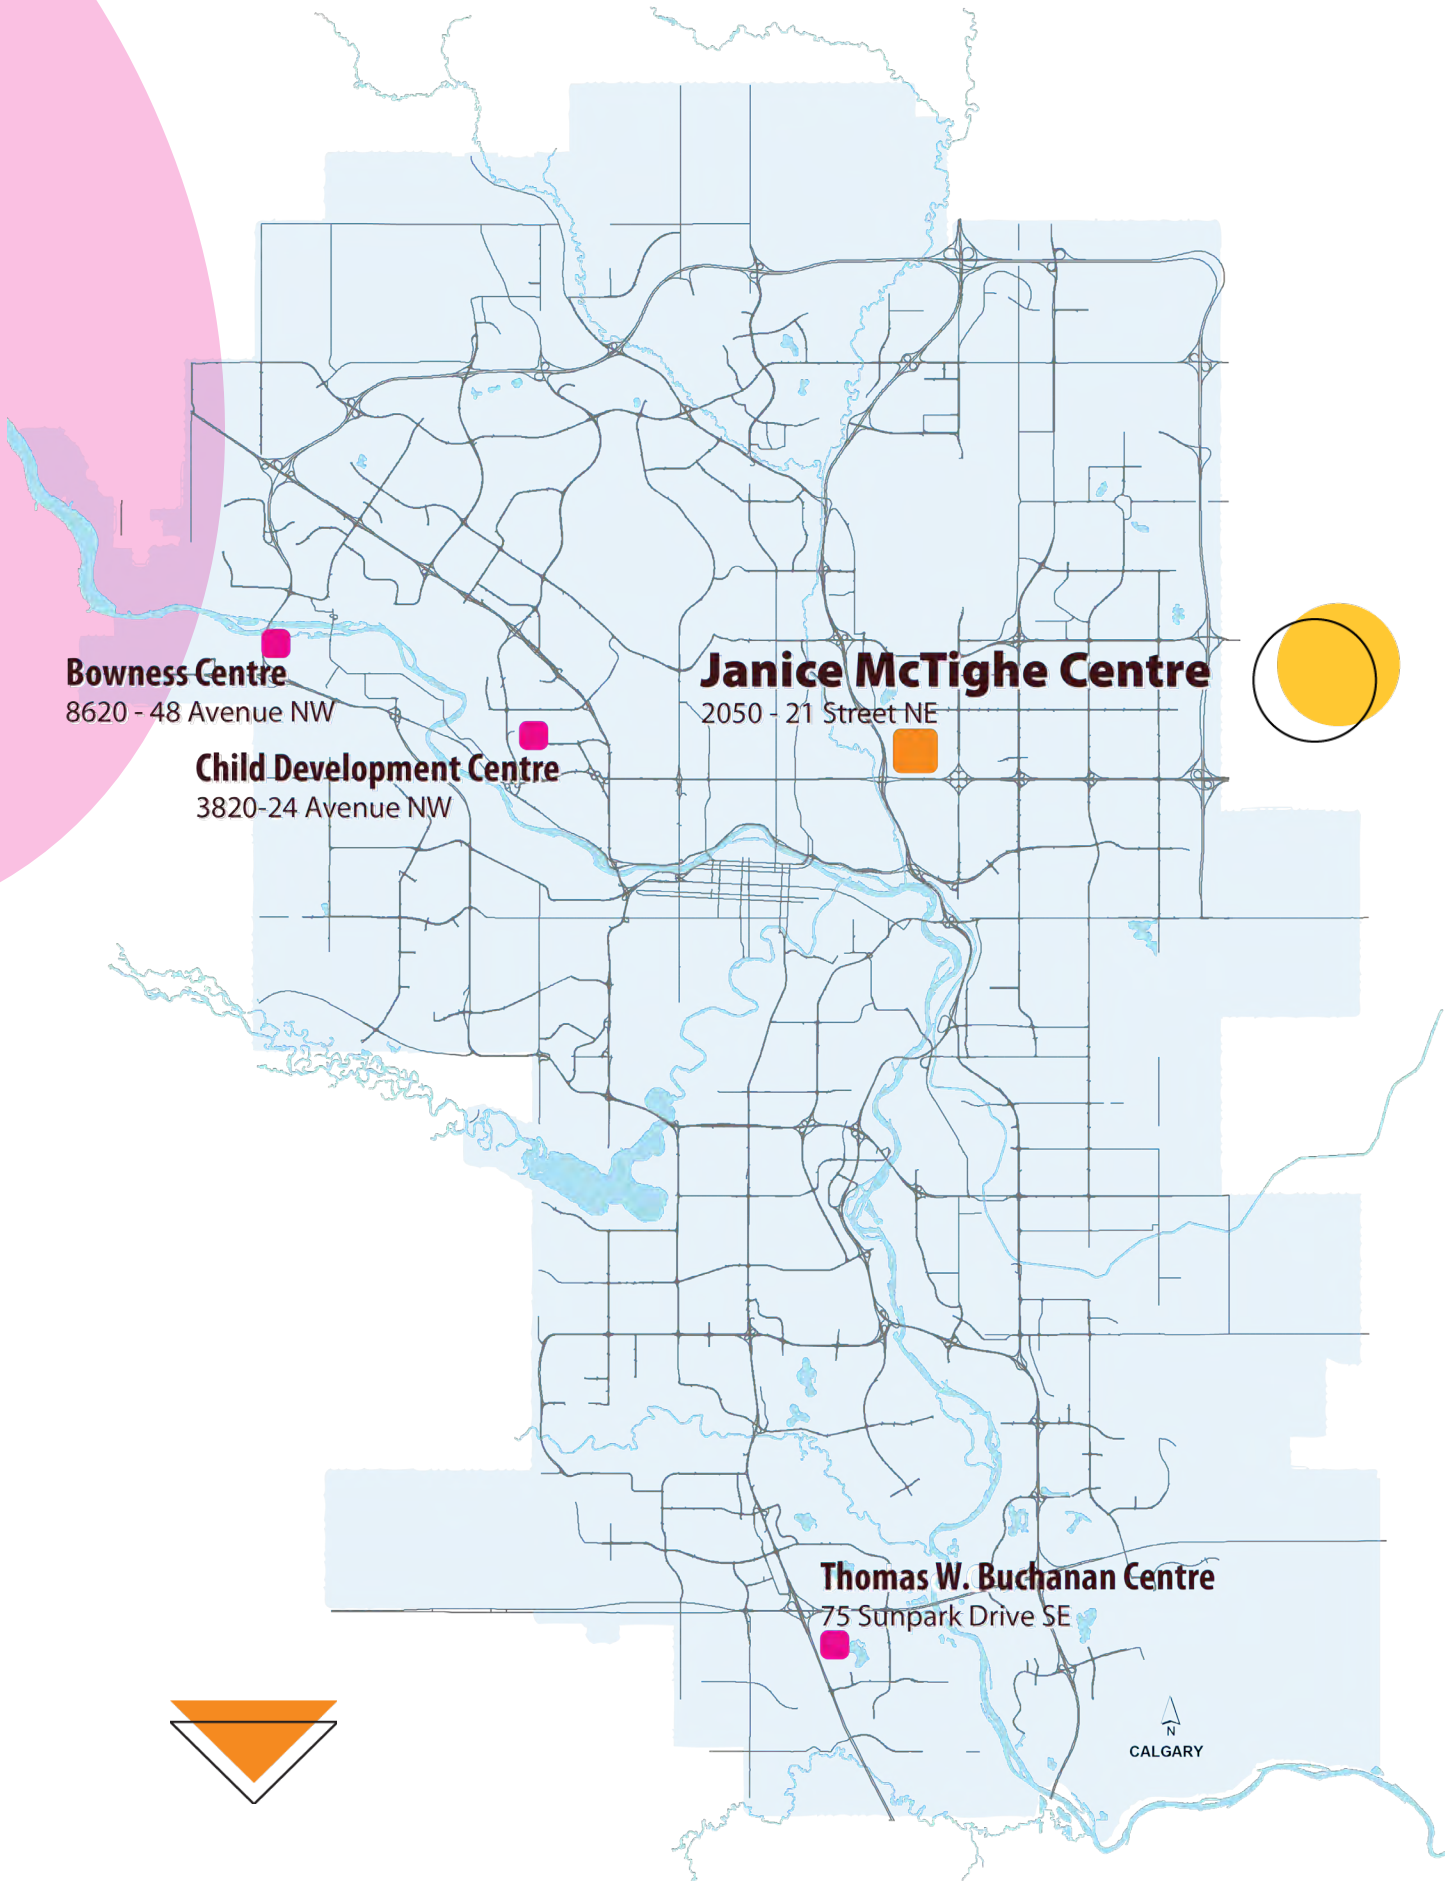 Janice McTighe Centre
2050 - 21 Street NE
Bowness Centre
8620 - 48 Avenue NW
Child Development Centre
3820-24 Avenue NW
Thomas W. Buchanan Centre
75 Sunpark Drive SE
N
CALGARY